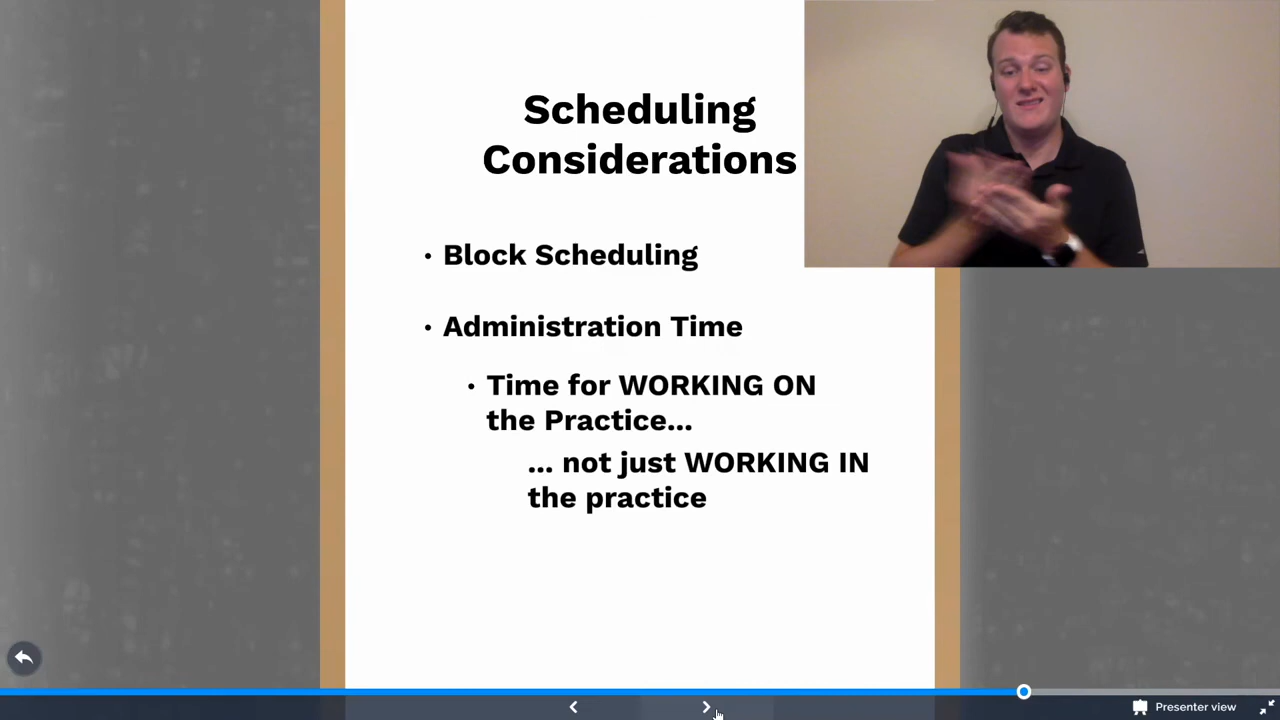 Scheduling
Considerations
• Block Scheduling
• Administration Time
• Time for WORKING ON
the Practice...
... not just WORKING IN
the practice
Presenter view